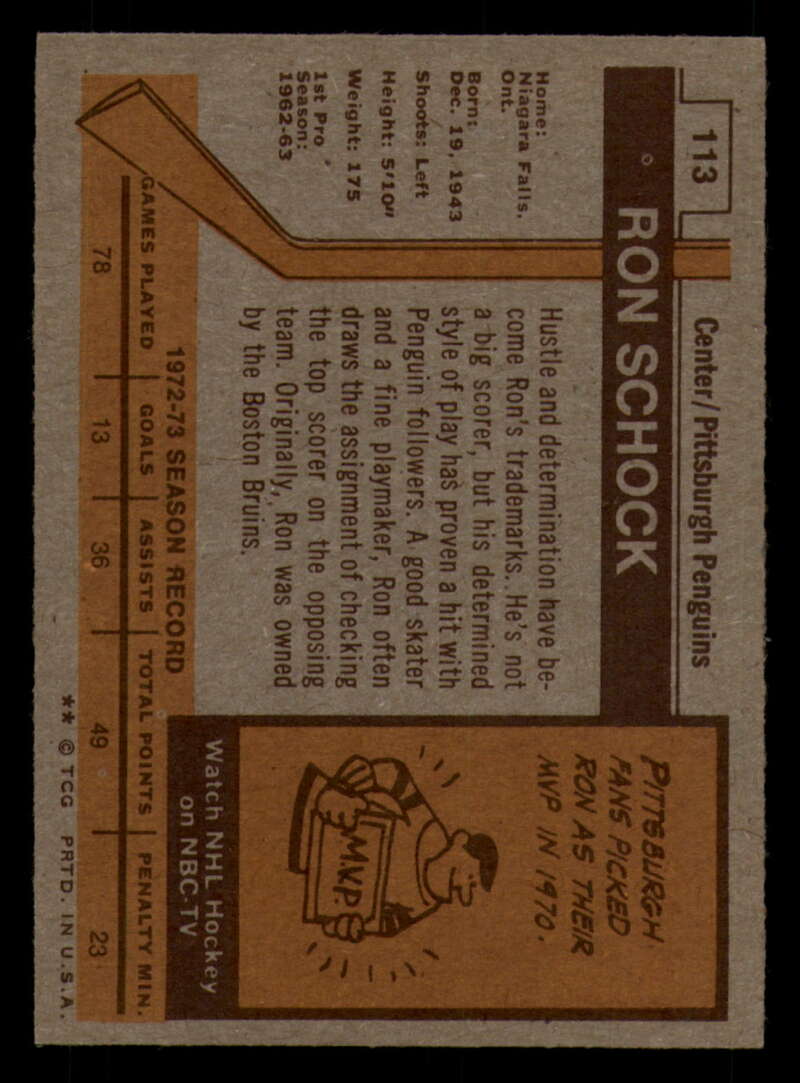 113
Center/Pittsburgh Penguins
RON SCHOCK
Home:
Niagara Falls.
Ont.
Born:
Dec. 19, 1943
Shoots: Left
Height: 5'10"
Weight: 175
1st Pro
Season:
1962-63
Hustle and determination have be-
come Ron's trademarks. He's not
a big scorer, but his determined
style of play has proven a hit with
Penguin followers. A good skater
and a fine playmaker, Ron often
draws the assignment of checking
the top scorer on the opposing
team. Originally, Ron was owned
by the Boston Bruins.
PITTSBURGH
FANS PICKED
RON AS THEIR
MVP IN 1970.
M.V.P.
Watch NHL Hockey
on NBC-TV
1972-73 SEASON RECORD
GAMES PLAYED GOALS ASSISTS TOTAL POINTS PENALTY MIN.
78 13 36 49 23
** © TCG PRTD. IN U.S.A.